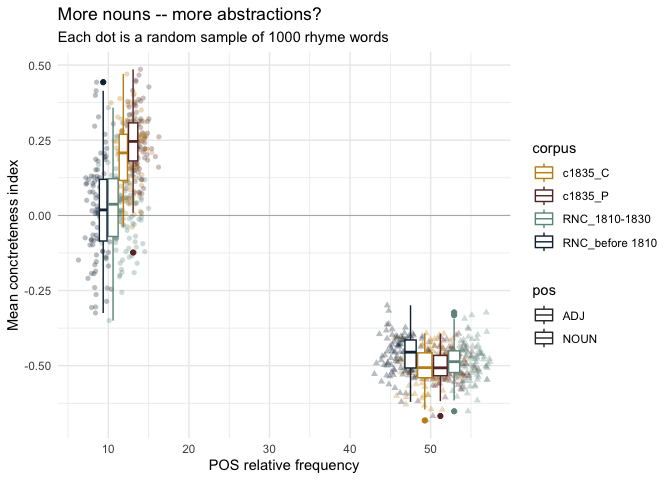 More nouns -- more abstractions?
Each dot is a random sample of 1000 rhyme words
Mean conctreteness index
0.50
0.25
0.00
-0.25
-0.50
10
20
30
40
50
POS relative frequency
corpus
c1835_C
c1835_P
RNC_1810-1830
RNC_before 1810
pos
ADJ
NOUN